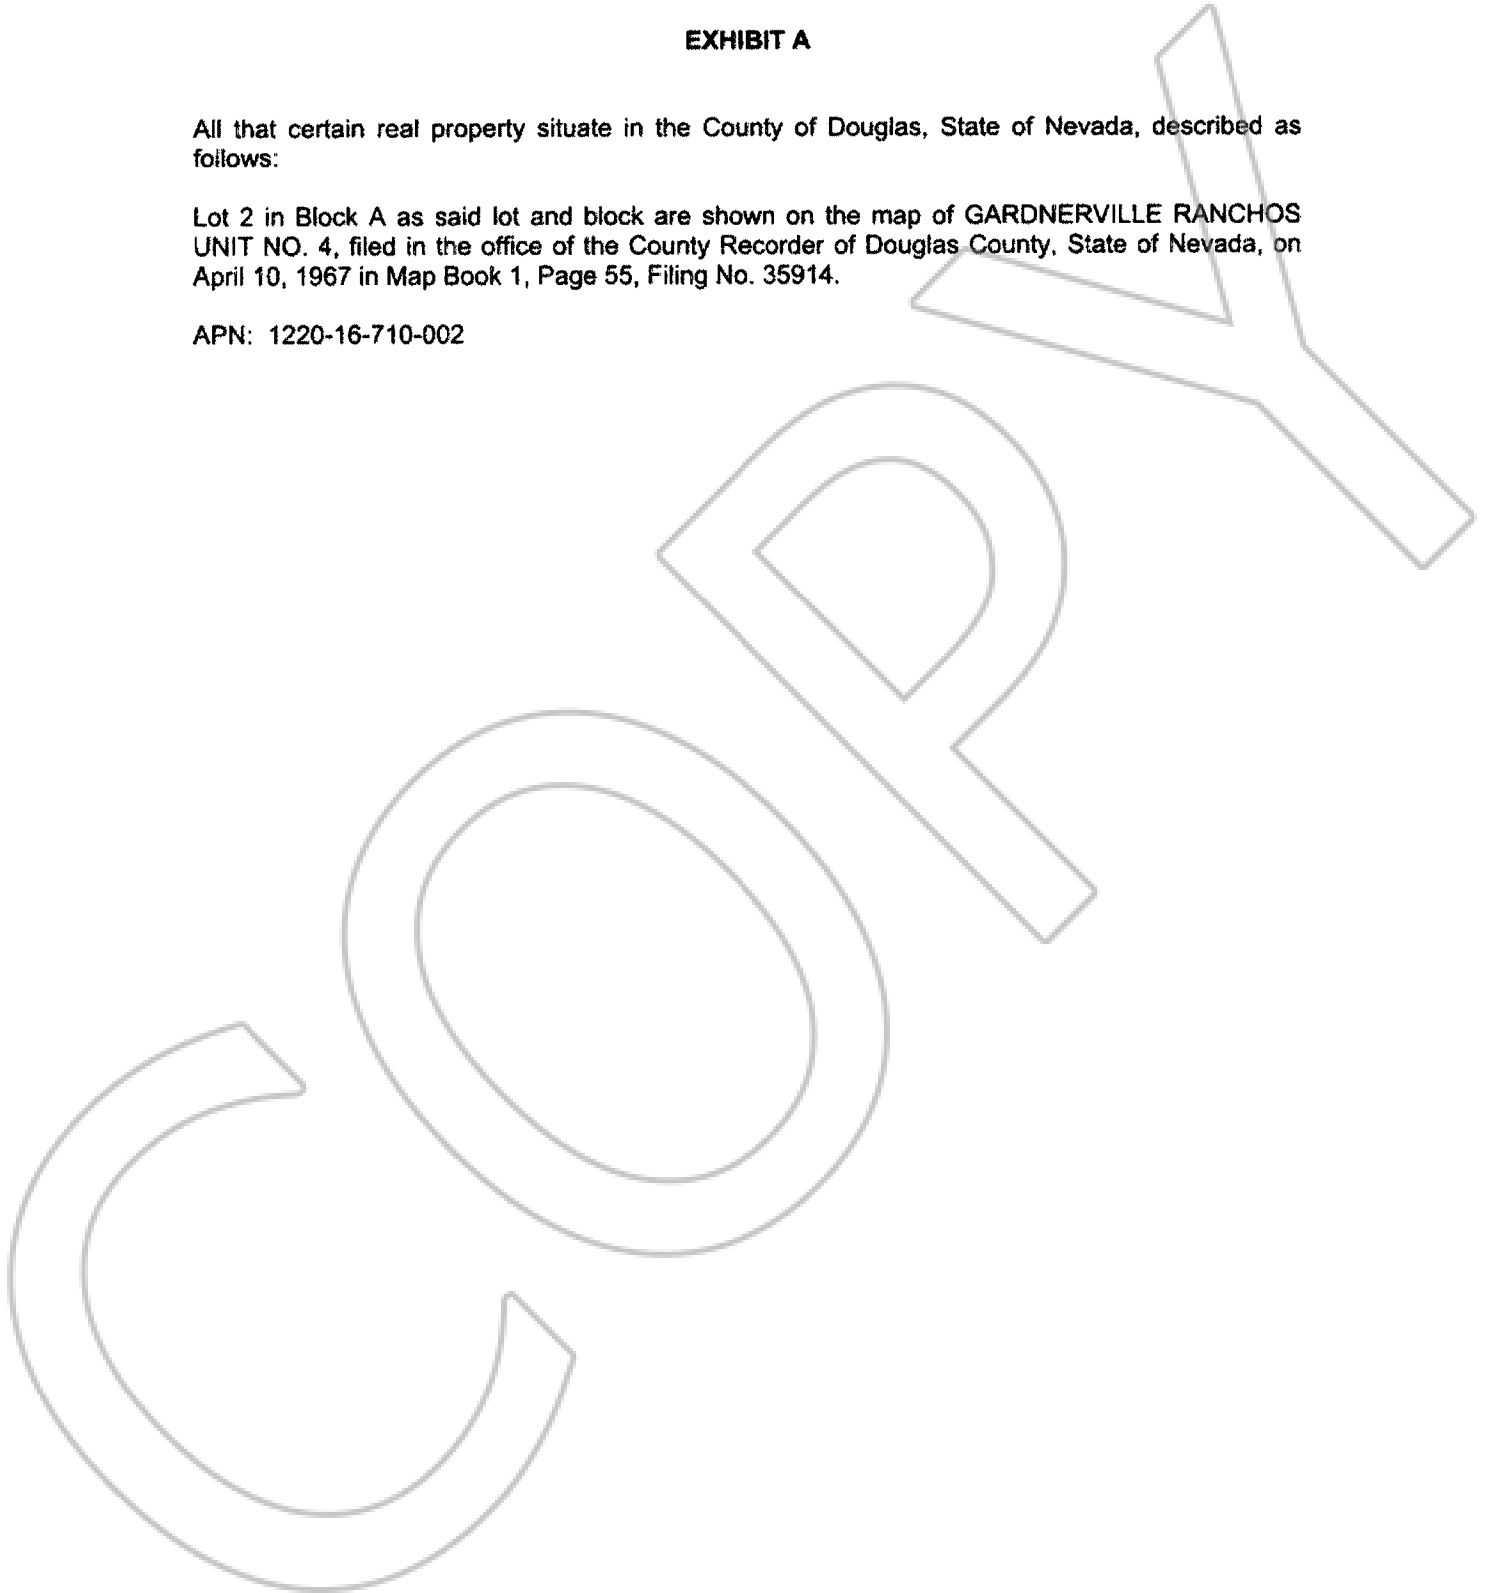 EXHIBIT A
All that certain real property situate in the County of Douglas, State of Nevada, described as
follows:
Lot 2 in Block A as said lot and block are shown on the map of GARDNERVILLE RANCHOS
UNIT NO. 4, filed in the office of the County Recorder of Douglas County, State of Nevada, on
April 10, 1967 in Map Book 1, Page 55, Filing No. 35914.
APN: 1220-16-710-002
COPY